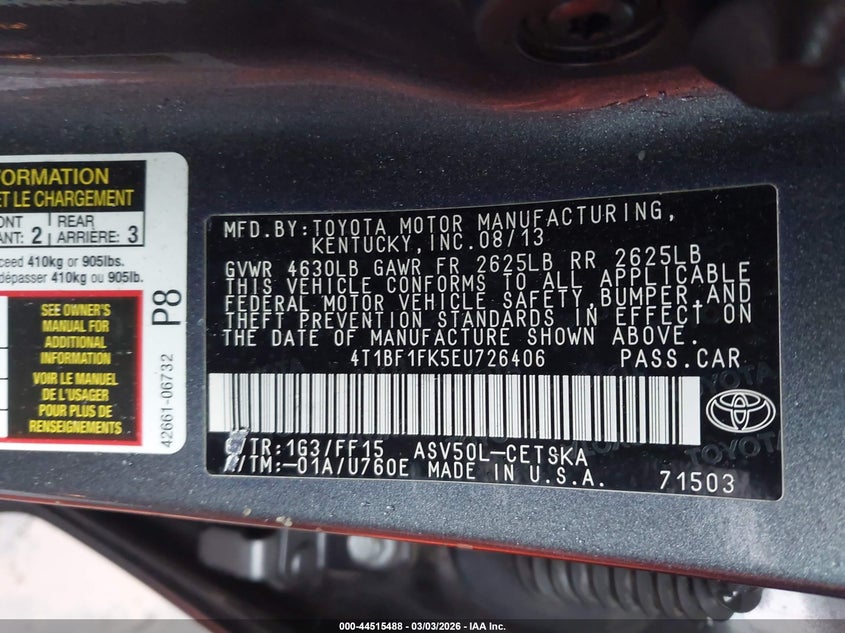 FORMATION
ET LE CHARGEMENT
2 REAR
ARRIÈRE: 3
410kg or 905lbs.
dépasser 410kg ou 905lb.
SEE OWNER'S
MANUAL FOR
ADDITIONAL
INFORMATION
VOIR LE MANUEL
DE L'USAGER
POUR PLUS DE
RENSEIGNEMENTS
P8
42661-06732
MFD.BY:TOYOTA MOTOR MANUFACTURING,
KENTUCKY,INC.08/13
GVWR 4630LB GAWR FR 2625LB RR 2625LB
THIS VEHICLE CONFORMS TO ALL APPLICABLE
FEDERAL MOTOR VEHICLE SAFETY,BUMPER,AND
THEFT PREVENTION STANDARDS IN EFFECT ON
THE DATE OF MANUFACTURE SHOWN ABOVE.
4T1BF1FK5EU726406 PASS.CAR
TOYOTA
/TR:1G3/FF15 ASV50L-CETSKA
/TM:-01A/U760E MADE IN U.S.A.
71503
000-44515488 - 03/03/2026 - IAA Inc.